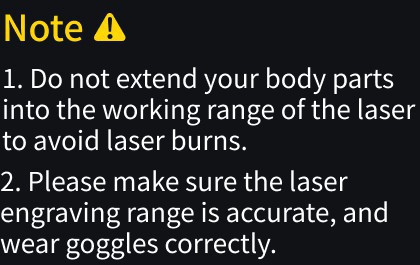 Note
1. Do not extend your body parts
into the working range of the laser
to avoid laser burns.
2. Please make sure the laser
engraving range is accurate, and
wear goggles correctly.